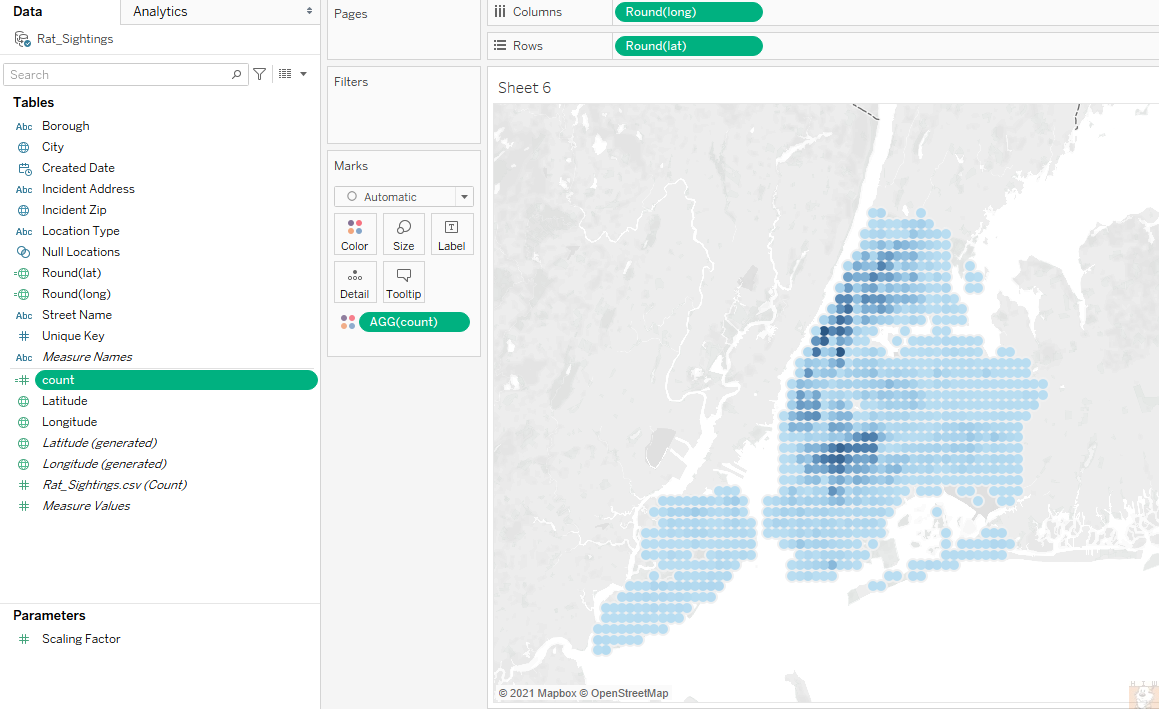 Data
Analytics
Rat_Sightings
Search
Tables
Abc Borough
City
Created Date
Abc Incident Address
Incident Zip
Abc Location Type
Null Locations
Round(lat)
Round(long)
Abc Street Name
Unique Key
Abc Measure Names
count
Latitude
Longitude
Latitude (generated)
Longitude (generated)
Rat_Sightings.csv (Count)
Measure Values
Parameters
Scaling Factor
Pages
Filters
Marks
Automatic
Color Size Label
Detail Tooltip
AGG(count)
Columns Round(long)
Rows Round(lat)
Sheet 6
© 2021 Mapbox © OpenStreetMap